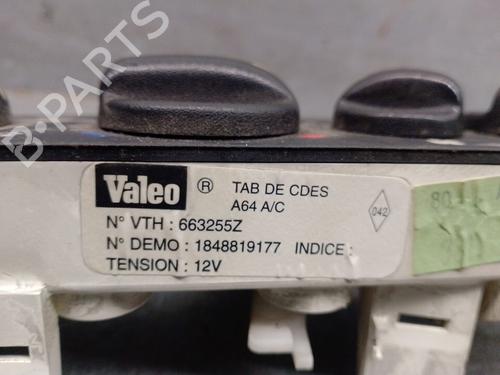 B-PARTS
Valeo ® TAB DE CDES
A64 A/C
N° VTH : 663255Z
N° DEMO : 1848819177 INDICE :
TENSION : 12V
042